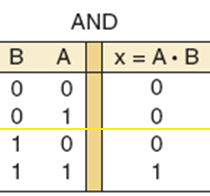 AND
B A x = A • B
0 0 0
0 1 0
1 0 0
1 1 1